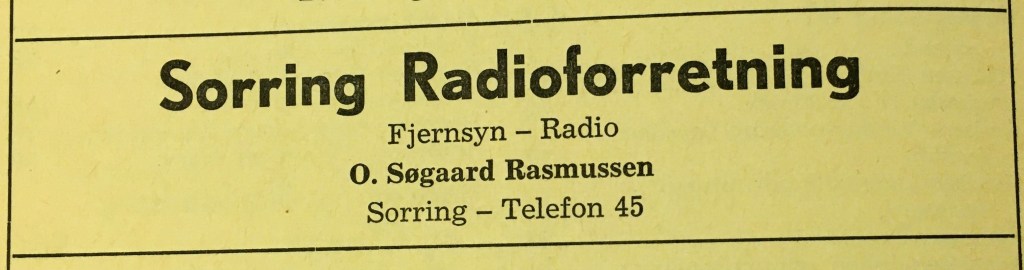 Sorring Radioforretning
Fjernsyn – Radio
O. Søgaard Rasmussen
Sorring – Telefon 45